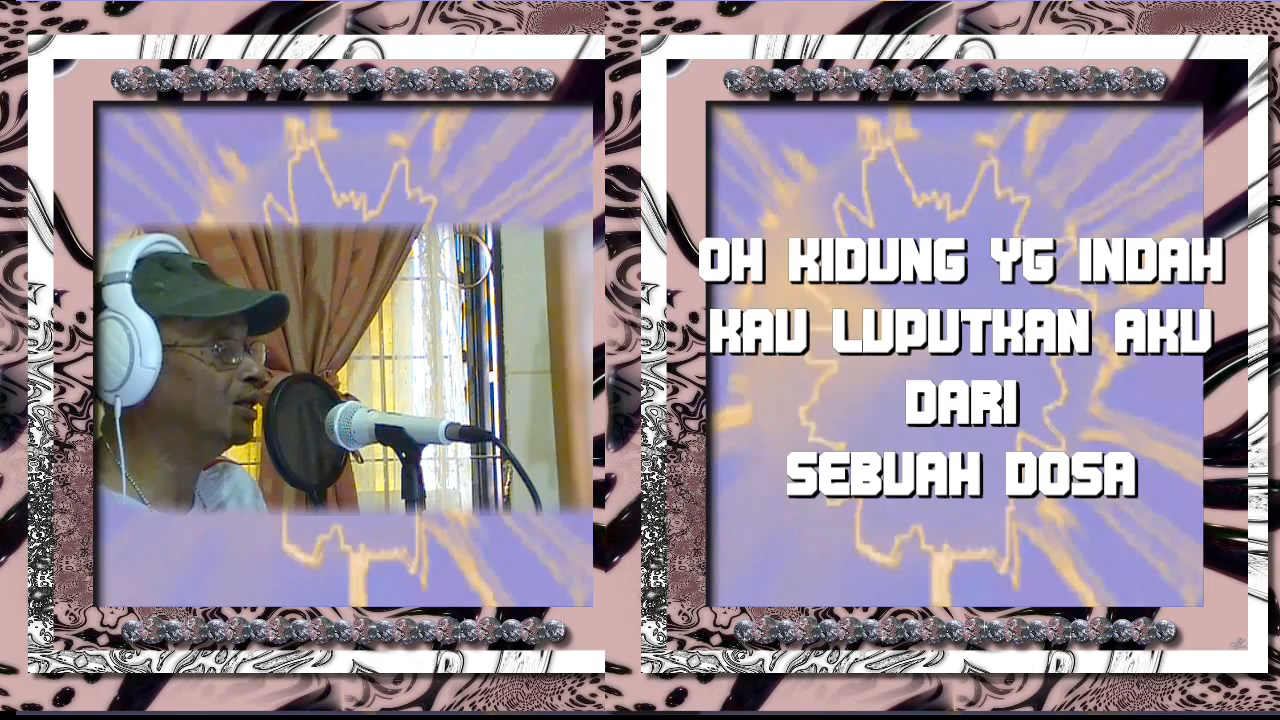 OH KIDUNG YG INDAH
KAU LUPUTKAN AKU
DARI
SEBUAH DOSA